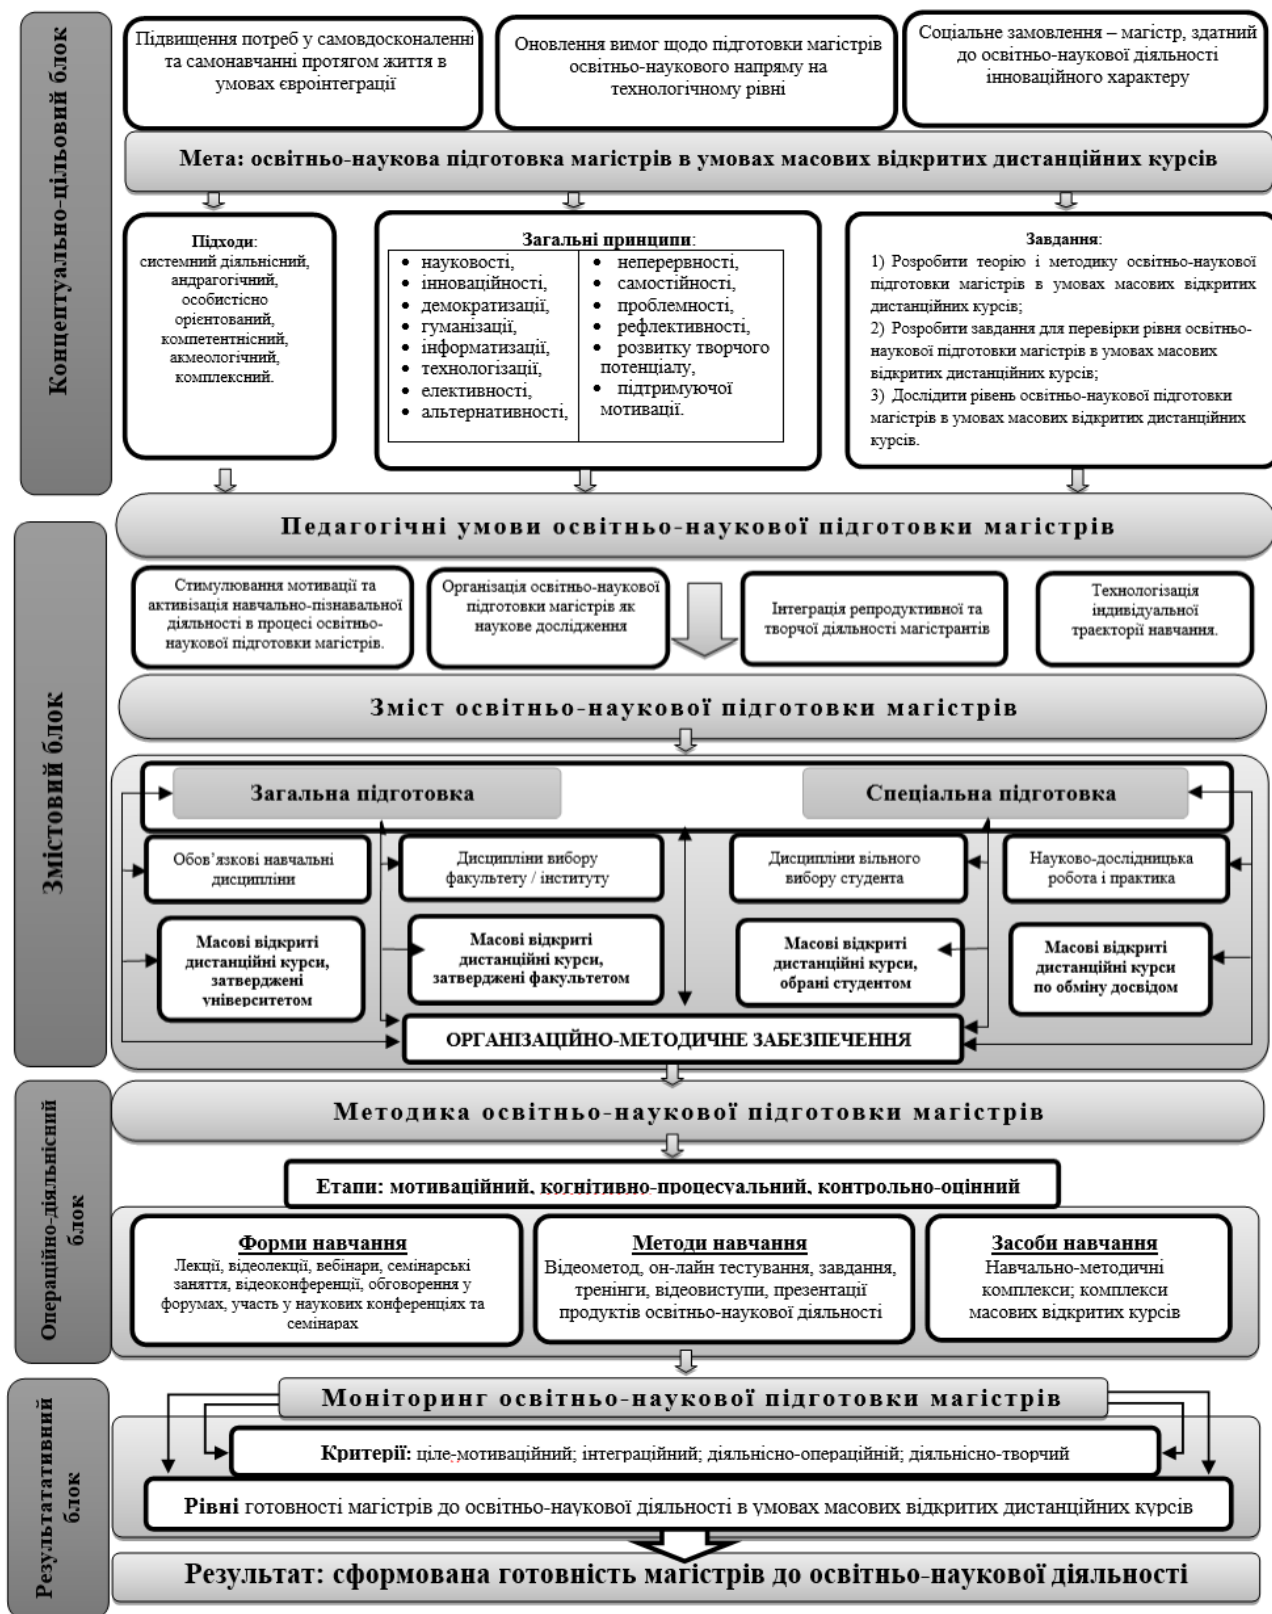 Концептуально-цільовий блок
Підвищення потреб у самовдосконаленні
та самонавчанні протягом життя в
умовах євроінтеграції
Оновлення вимог щодо підготовки магістрів
освітньо-наукового напряму на
технологічному рівні
Соціальне замовлення – магістр, здатний
до освітньо-наукової діяльності
інноваційного характеру
Мета: освітньо-наукова підготовка магістрів в умовах масових відкритих дистанційних курсів
Підходи:
системний діяльнісний,
андрагогічний,
особистісно
орієнтований,
компетентнісний,
акмеологічний,
комплексний.
Загальні принципи:
• науковості,
• інноваційності,
• демократизації,
• гуманізації,
• інформатизації,
• технологізації,
• елективності,
• альтернативності,
• неперервності,
• самостійності,
• проблемності,
• рефлективності,
• розвитку творчого
потенціалу,
• підтримуючої
мотивації.
Завдання:
1) Розробити теорію і методику освітньо-наукової
підготовки магістрів в умовах масових відкритих
дистанційних курсів;
2) Розробити завдання для перевірки рівня освітньо-
наукової підготовки магістрів в умовах масових
відкритих дистанційних курсів;
3) Дослідити рівень освітньо-наукової підготовки
магістрів в умовах масових відкритих дистанційних
курсів.
Змістовий блок
Педагогічні умови освітньо-наукової підготовки магістрів
Стимулювання мотивації та
активізація навчально-пізнавальної
діяльності в процесі освітньо-
наукової підготовки магістрів.
Організація освітньо-наукової
підготовки магістрів як
наукове дослідження
Інтеграція репродуктивної та
творчої діяльності магістрантів
Технологізація
індивідуальної
траєкторії навчання.
Зміст освітньо-наукової підготовки магістрів
Загальна підготовка
Спеціальна підготовка
Обов’язкові навчальні
дисципліни
Дисципліни вибору
факультету / інституту
Дисципліни вільного
вибору студента
Науково-дослідницька
робота і практика
Масові відкриті
дистанційні курси,
затверджені
університетом
Масові відкриті
дистанційні курси,
затверджені факультетом
Масові відкриті
дистанційні курси,
обрані студентом
Масові відкриті
дистанційні курси
по обміну досвідом
ОРГАНІЗАЦІЙНО-МЕТОДИЧНЕ ЗАБЕЗПЕЧЕННЯ
Операційно-діяльнісний
блок
Методика освітньо-наукової підготовки магістрів
Етапи: мотиваційний, когнітивно-процесуальний, контрольно-оцінний
Форми навчання
Лекції, відеолекції, вебінари, семінарські
заняття, відеоконференції, обговорення у
форумах, участь у наукових конференціях та
семінарах
Методи навчання
Відеометод, он-лайн тестування, завдання,
тренінги, відеовиступи, презентації
продуктів освітньо-наукової діяльності
Засоби навчання
Навчально-методичні
комплекси; комплекси
масових відкритих курсів
Результатативний
блок
Моніторинг освітньо-наукової підготовки магістрів
Критерії: ціле-мотиваційний; інтеграційний; діяльнісно-операційній; діяльнісно-творчий
Рівні готовності магістрів до освітньо-наукової діяльності в умовах масових відкритих дистанційних курсів
Результат: сформована готовність магістрів до освітньо-наукової діяльності